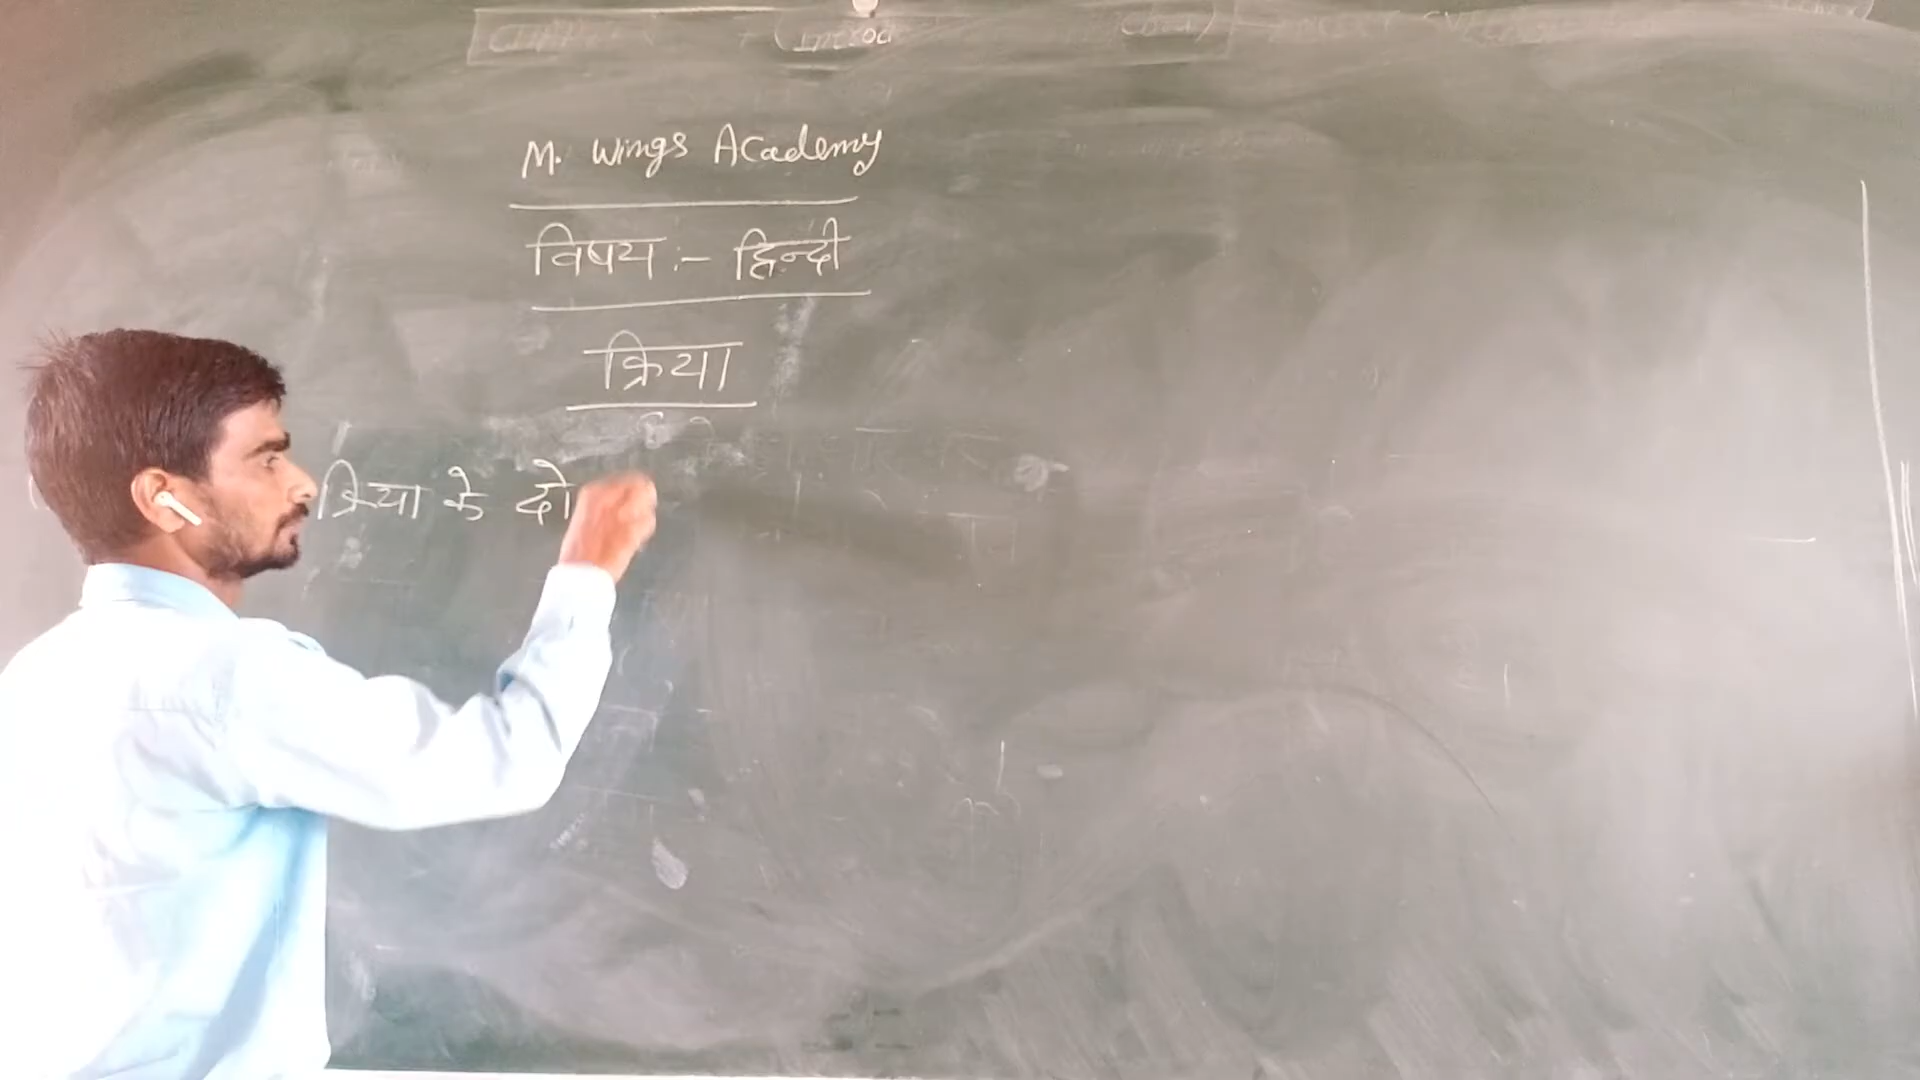 M. Wings Academy
विषय :- हिन्दी
क्रिया
क्रिया के दो